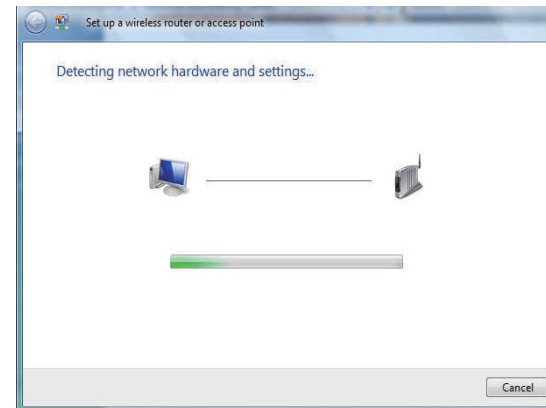 Set up a wireless router or access point
Detecting network hardware and settings...
Cancel